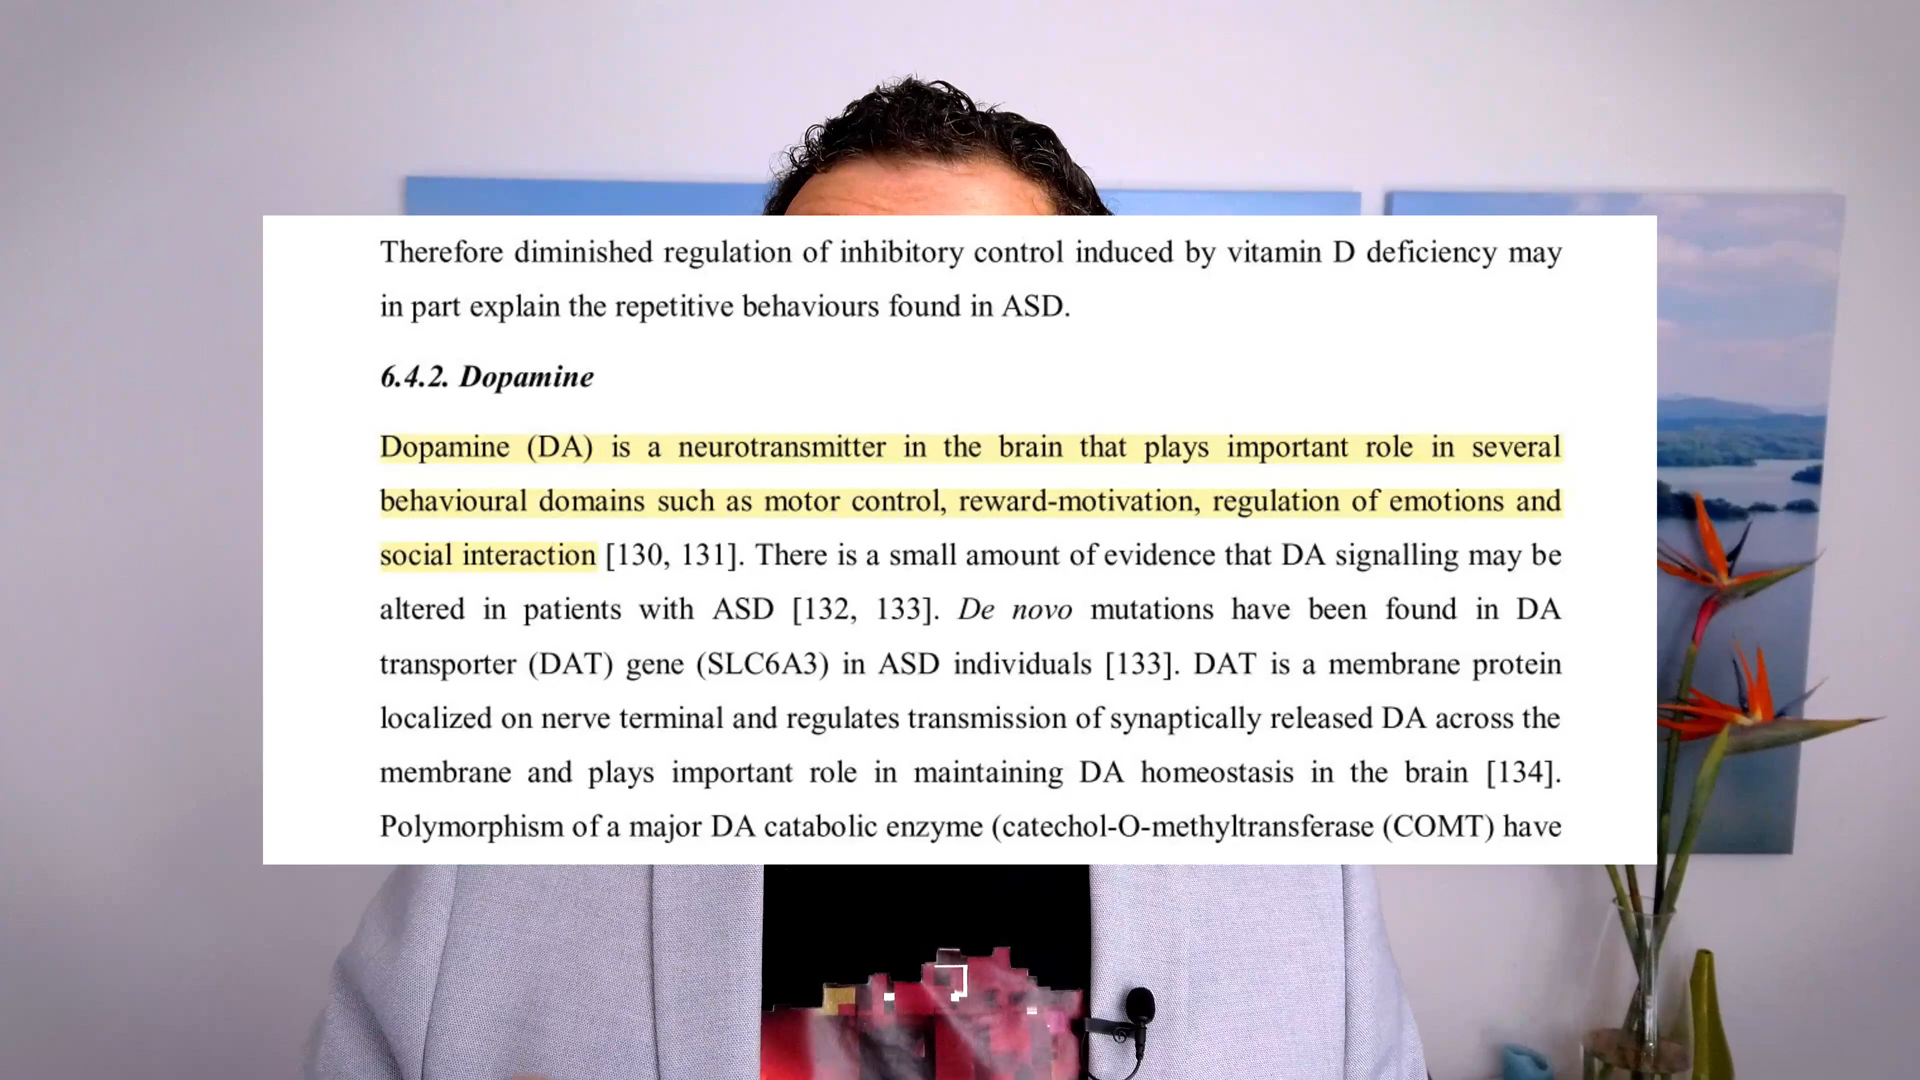 Therefore diminished regulation of inhibitory control induced by vitamin D deficiency may
in part explain the repetitive behaviours found in ASD.
6.4.2. Dopamine
Dopamine (DA) is a neurotransmitter in the brain that plays important role in several
behavioural domains such as motor control, reward-motivation, regulation of emotions and
social interaction [130, 131]. There is a small amount of evidence that DA signalling may be
altered in patients with ASD [132, 133]. De novo mutations have been found in DA
transporter (DAT) gene (SLC6A3) in ASD individuals [133]. DAT is a membrane protein
localized on nerve terminal and regulates transmission of synaptically released DA across the
membrane and plays important role in maintaining DA homeostasis in the brain [134].
Polymorphism of a major DA catabolic enzyme (catechol-O-methyltransferase (COMT) have